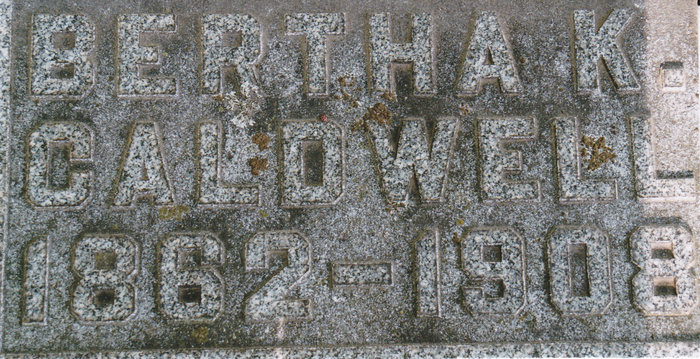 BERTHA K.
CALDWELL
1862-1908